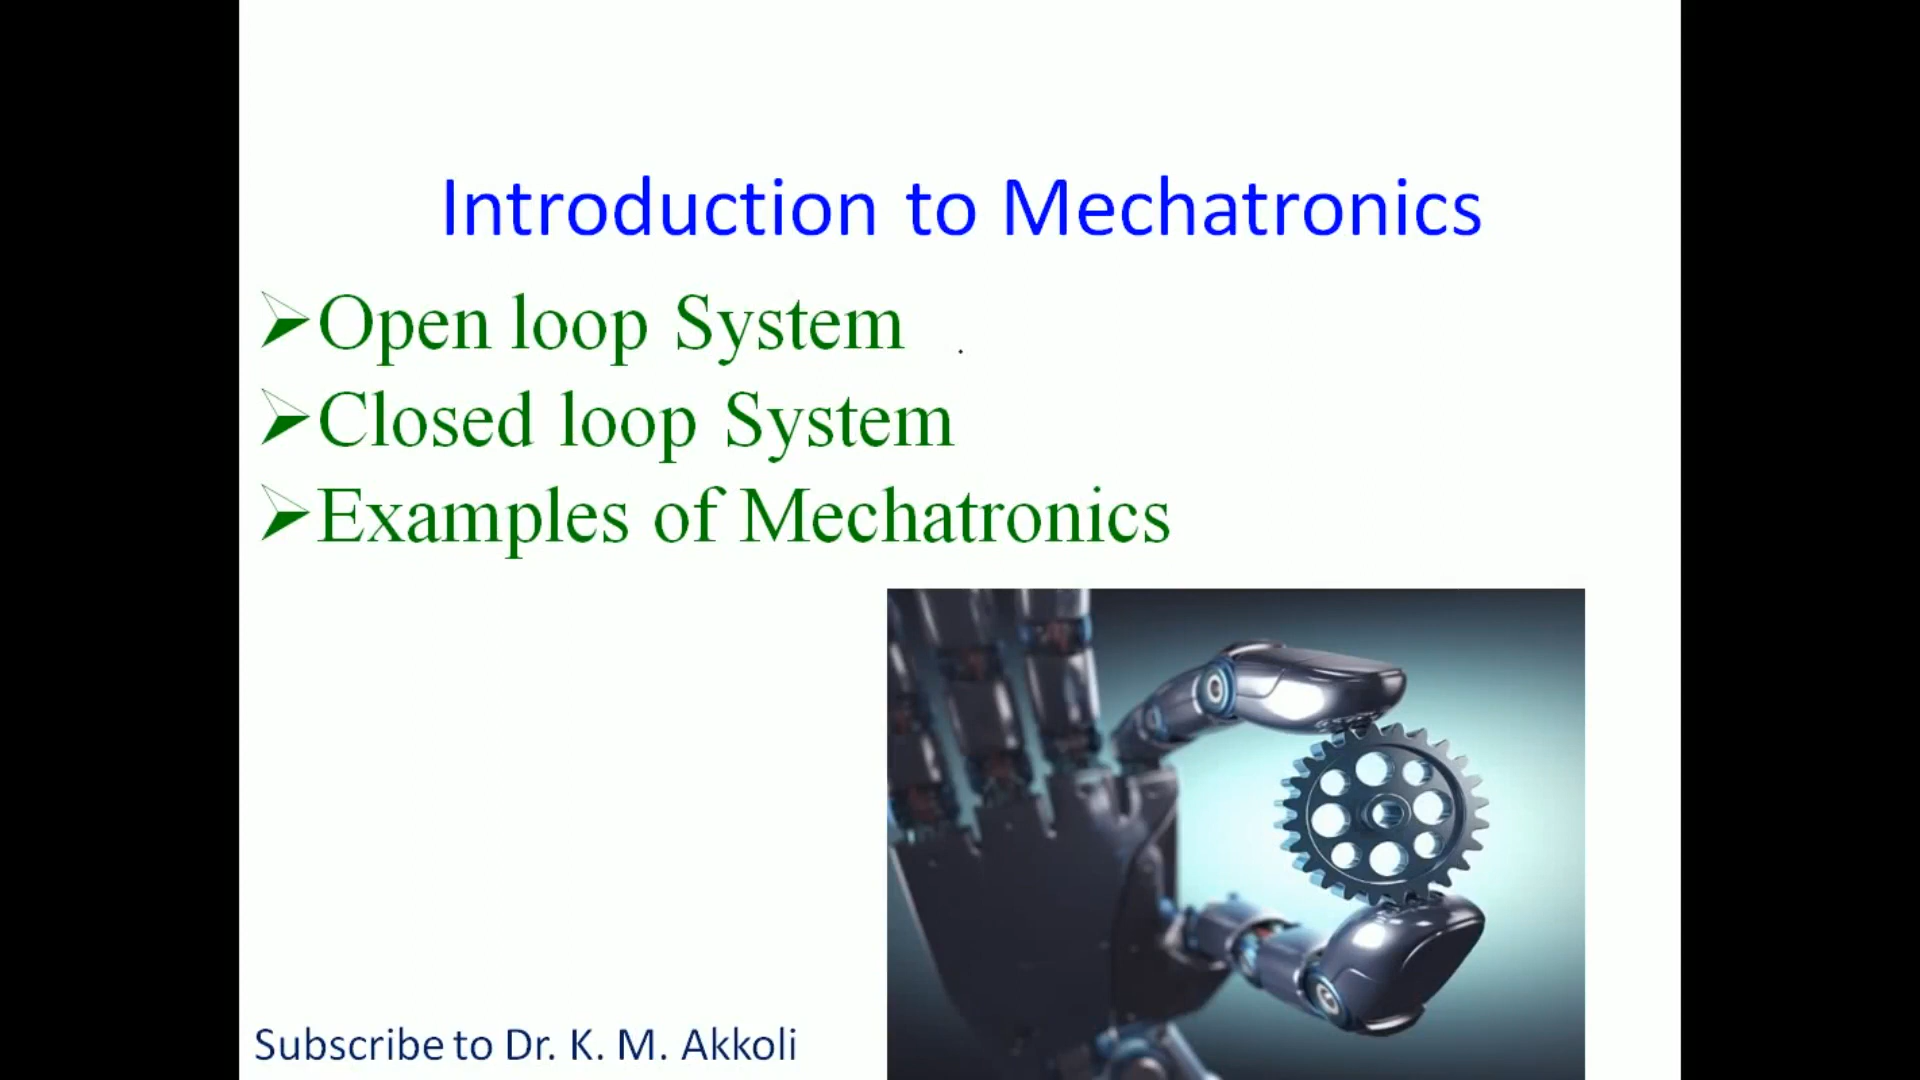 Introduction to Mechatronics
➢Open loop System
➢Closed loop System
➢Examples of Mechatronics
Subscribe to Dr. K. M. Akkoli